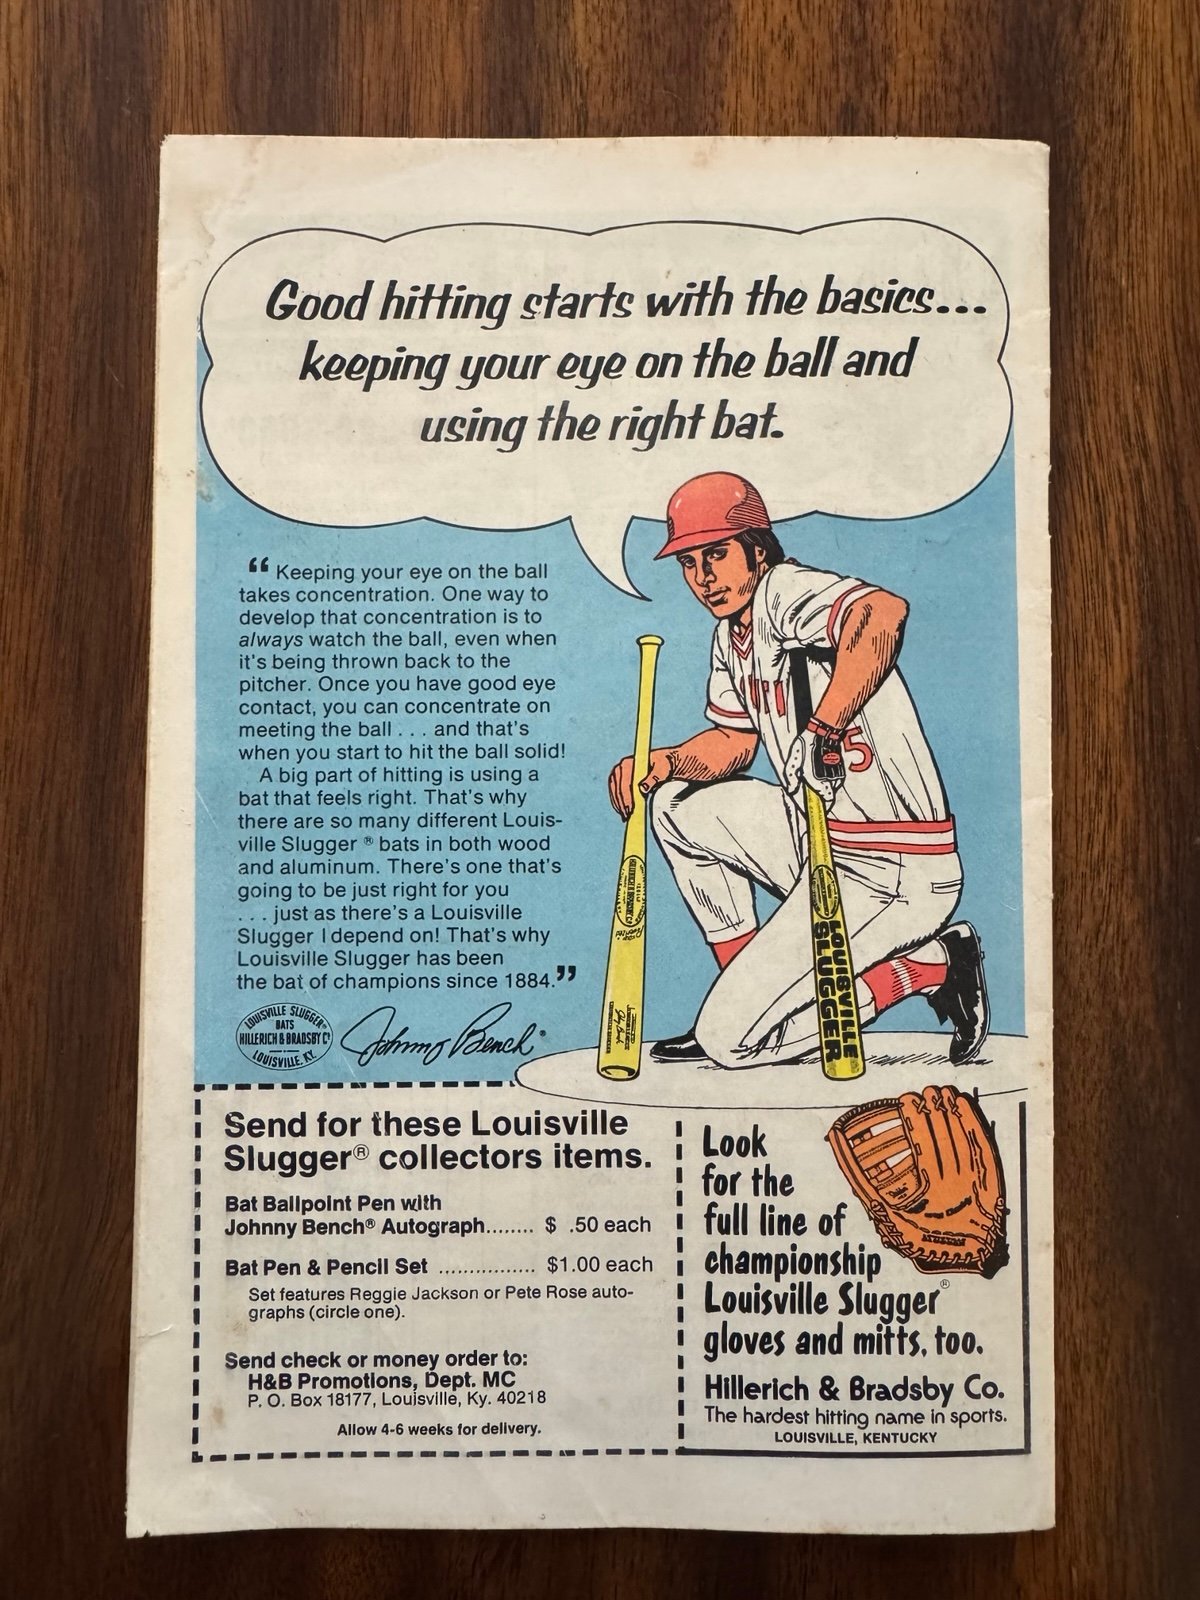 Good hitting starts with the basics...
keeping your eye on the ball and
using the right bat.
“ Keeping your eye on the ball
takes concentration. One way to
develop that concentration is to
always watch the ball, even when
it's being thrown back to the
pitcher. Once you have good eye
contact, you can concentrate on
meeting the ball . . . and that's
when you start to hit the ball solid!
A big part of hitting is using a
bat that feels right. That's why
there are so many different Louis-
ville Slugger ® bats in both wood
and aluminum. There's one that's
going to be just right for you
. . . just as there's a Louisville
Slugger I depend on! That's why
Louisville Slugger has been
the bat of champions since 1884.”
LOUISVILLE SLUGGER®
BATS
HILLERICH & BRADSBY Cº
LOUISVILLE, KY.
Johnny Bench®
5
LOUISVILLE
SLUGGER
Send for these Louisville
Slugger® collectors items.
Bat Ballpoint Pen with
Johnny Bench® Autograph........ $ .50 each
Bat Pen & Pencil Set ................ $1.00 each
Set features Reggie Jackson or Pete Rose auto-
graphs (circle one).
Send check or money order to:
H&B Promotions, Dept. MC
P. O. Box 18177, Louisville, Ky. 40218
Allow 4-6 weeks for delivery.
Look
for the
full line of
championship
Louisville Slugger®
gloves and mitts, too.
Hillerich & Bradsby Co.
The hardest hitting name in sports.
LOUISVILLE, KENTUCKY